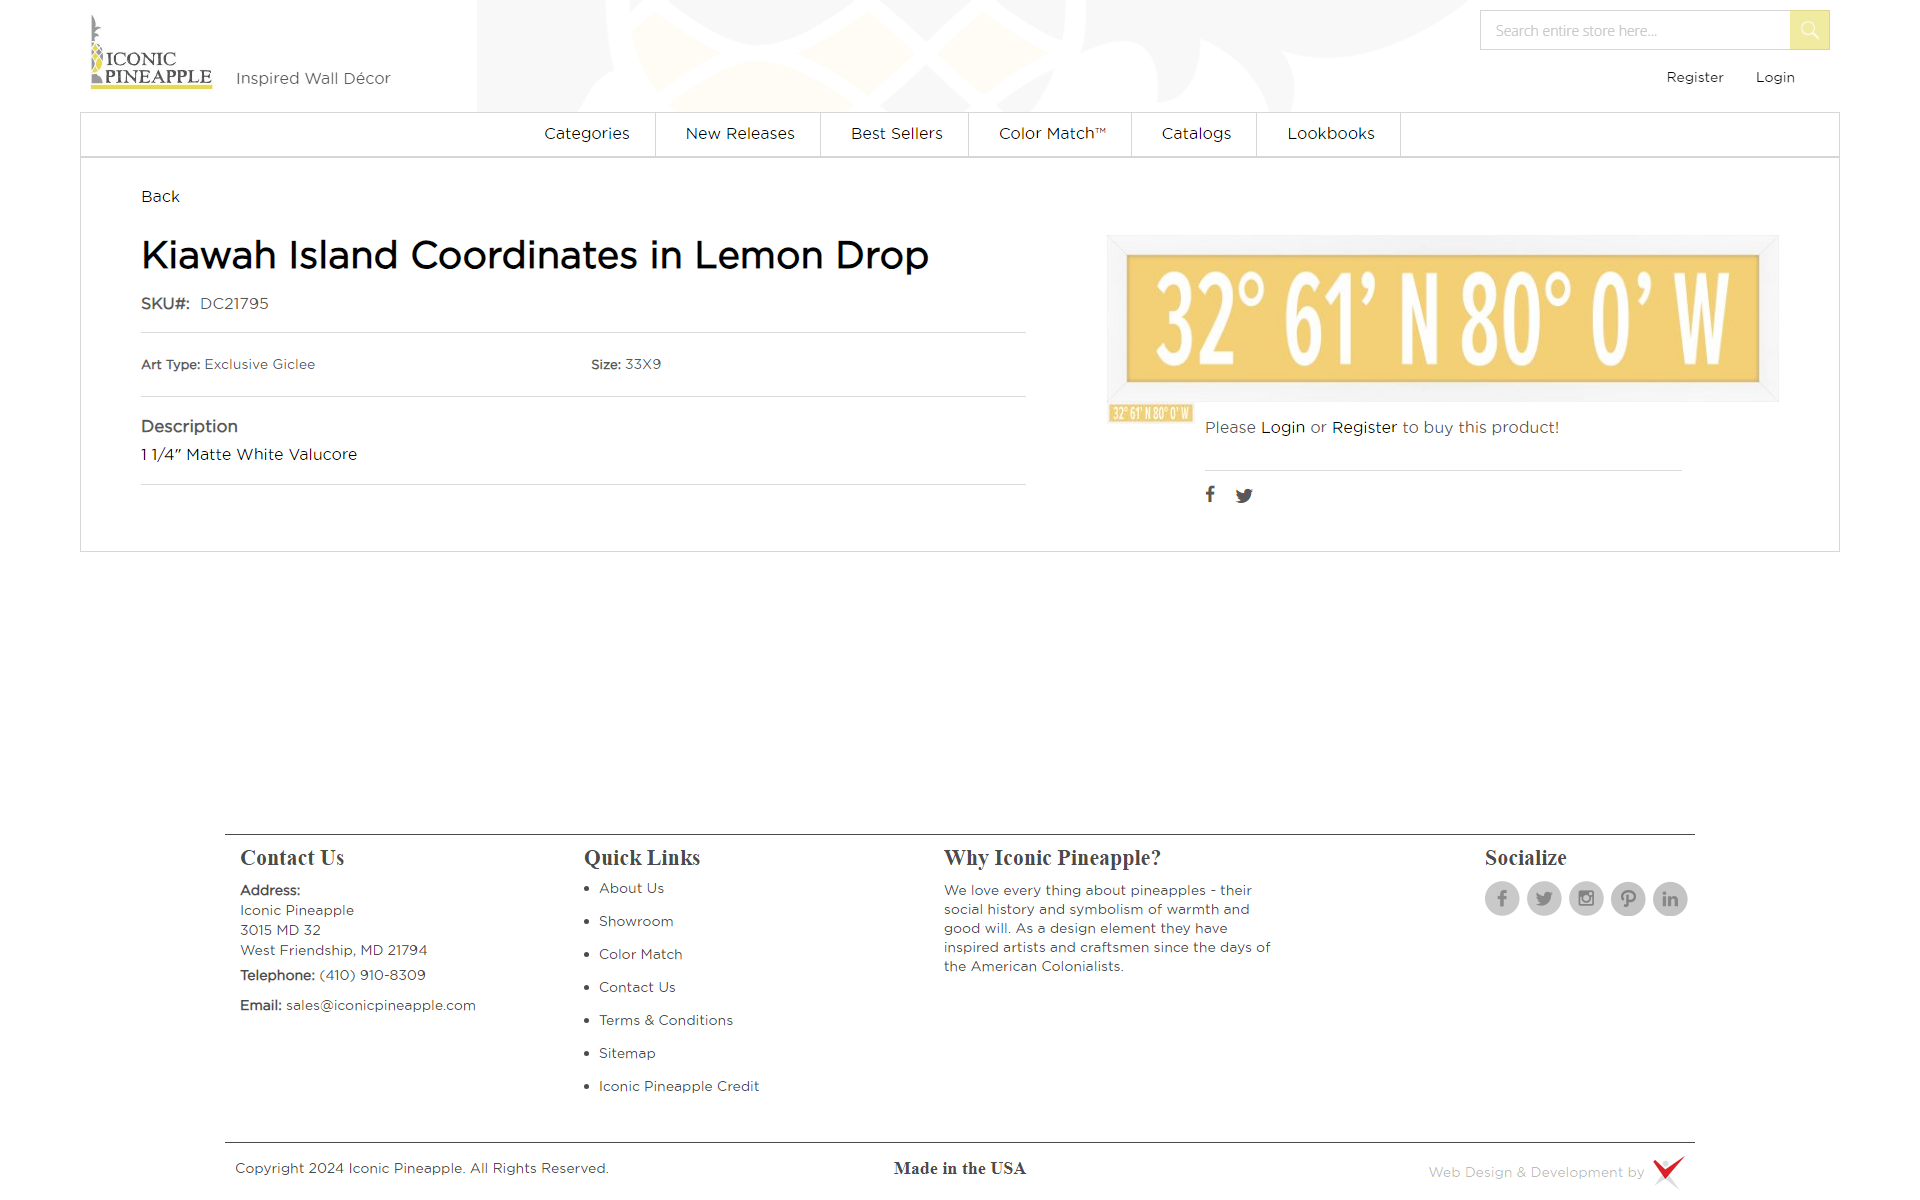 ICONIC
PINEAPPLE
Inspired Wall Décor
Search entire store here...
Register
Login
Categories
New Releases
Best Sellers
Color Match™
Catalogs
Lookbooks
Back
Kiawah Island Coordinates in Lemon Drop
SKU#: DC21795
Art Type: Exclusive Giclee
Size: 33X9
Description
1 1/4" Matte White Valucore
32° 61’ N 80° 0’ W
32° 61’ N 80° 0’ W
Please Login or Register to buy this product!
Contact Us
Address:
Iconic Pineapple
3015 MD 32
West Friendship, MD 21794
Telephone: (410) 910-8309
Email: sales@iconicpineapple.com
Quick Links
About Us
Showroom
Color Match
Contact Us
Terms & Conditions
Sitemap
Iconic Pineapple Credit
Why Iconic Pineapple?
We love every thing about pineapples - their
social history and symbolism of warmth and
good will. As a design element they have
inspired artists and craftsmen since the days of
the American Colonialists.
Socialize
Copyright 2024 Iconic Pineapple. All Rights Reserved.
Made in the USA
Web Design & Development by